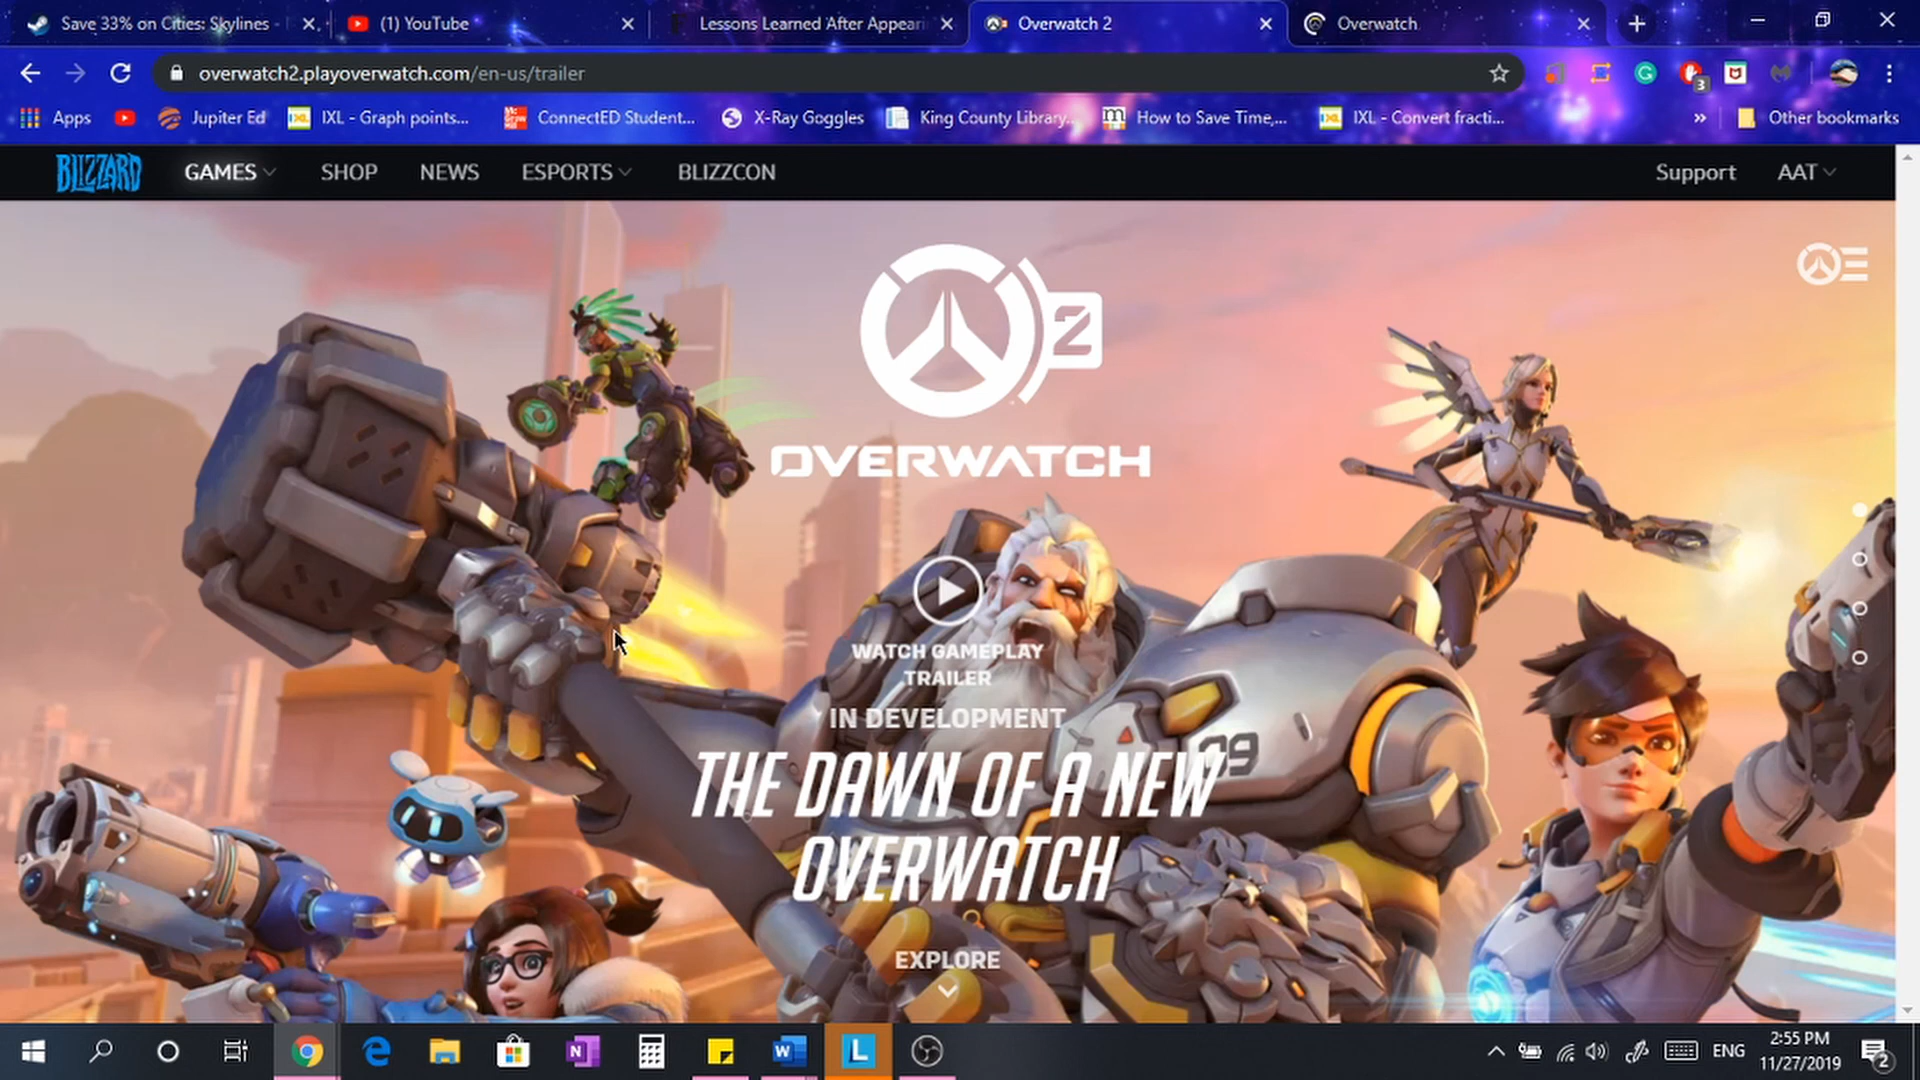 Save 33% on Cities: Skylines -
(1) YouTube
Lessons Learned After Appeari
Overwatch 2
Overwatch
overwatch2.playoverwatch.com/en-us/trailer
3
Apps
Jupiter Ed
IXL - Graph points...
ConnectED Student...
X-Ray Goggles
King County Library...
How to Save Time,...
IXL - Convert fracti...
Other bookmarks
BLIZZARD
GAMES
SHOP
NEWS
ESPORTS
BLIZZCON
Support
AAT
2
OVERWATCH
WATCH GAMEPLAY
TRAILER
IN DEVELOPMENT
09
THE DAWN OF A NEW
OVERWATCH
EXPLORE
ENG
2:55 PM
11/27/2019
2